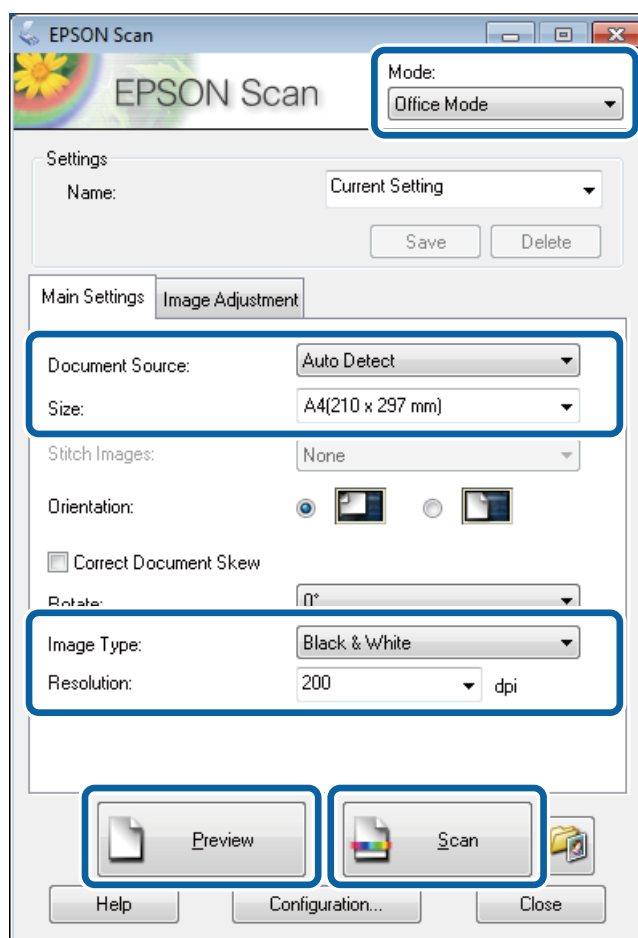 EPSON Scan
EPSON Scan
Mode:
Office Mode
Settings
Name: Current Setting
Save Delete
Main Settings Image Adjustment
Document Source: Auto Detect
Size: A4(210 x 297 mm)
Stitch Images: None
Orientation:
Correct Document Skew
Rotate: 0°
Image Type: Black & White
Resolution: 200 dpi
Preview Scan
Help Configuration... Close